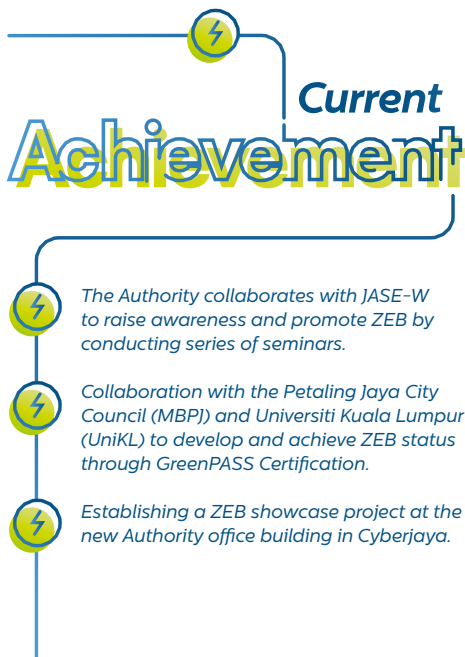 Current
Achievement
The Authority collaborates with JASE-W
to raise awareness and promote ZEB by
conducting series of seminars.
Collaboration with the Petaling Jaya City
Council (MBPJ) and Universiti Kuala Lumpur
(UniKL) to develop and achieve ZEB status
through GreenPASS Certification.
Establishing a ZEB showcase project at the
new Authority office building in Cyberjaya.